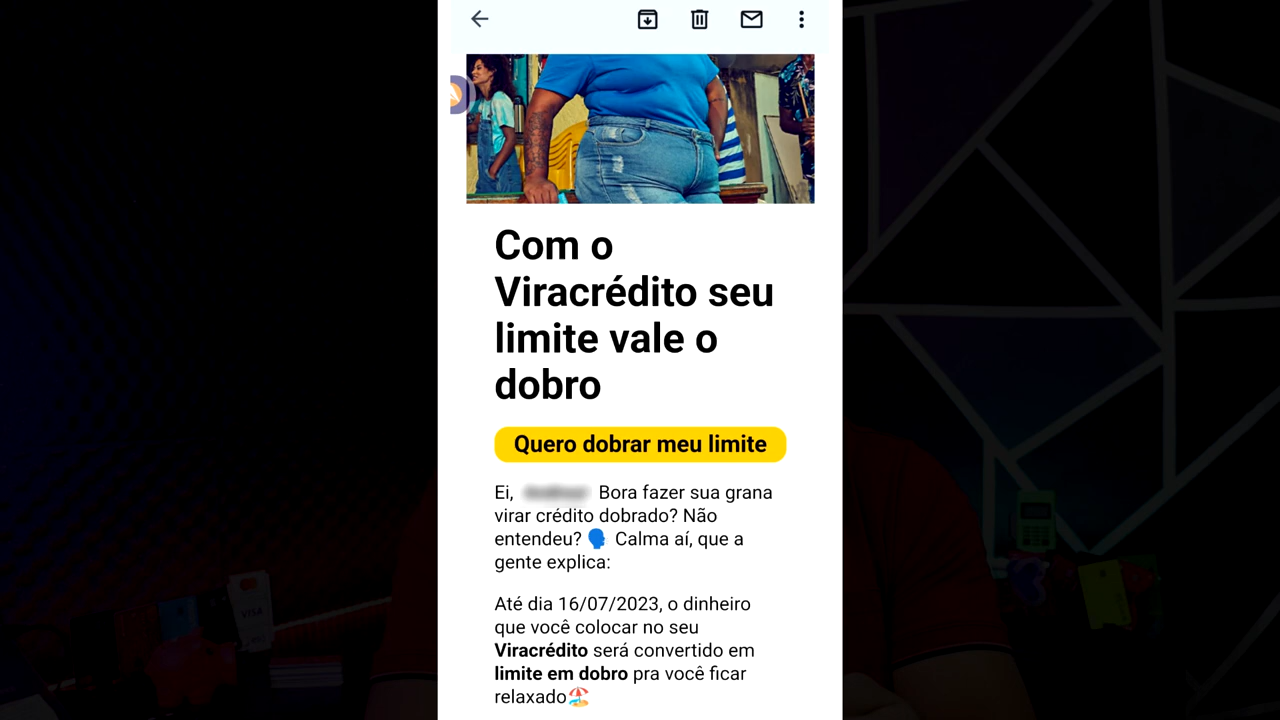 Com o
Viracrédito seu
limite vale o
dobro
Quero dobrar meu limite
Ei, Bora fazer sua grana
virar crédito dobrado? Não
entendeu? 🗣 Calma aí, que a
gente explica:
Até dia 16/07/2023, o dinheiro
que você colocar no seu
Viracrédito será convertido em
limite em dobro pra você ficar
relaxado🏖
VISA